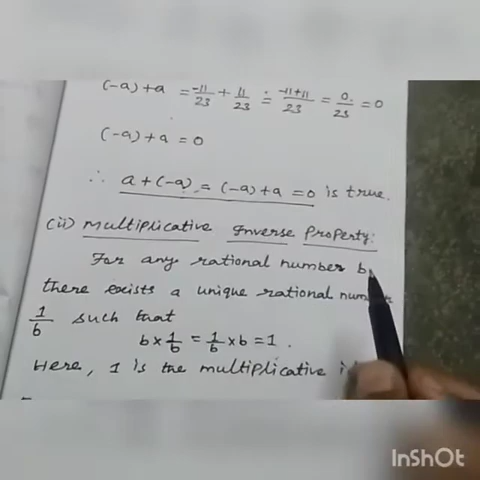 (-a)+a = -11/23 + 11/23 = -11+11/23 = 0/23 = 0
(-a)+a = 0
∴ a+(-a) = (-a)+a = 0 is true.
(ii) Multiplicative Inverse Property:
For any rational number b,
there exists a unique rational number
1/b such that
b × 1/b = 1/b × b = 1.
Here, 1 is the multiplicative
InShOt